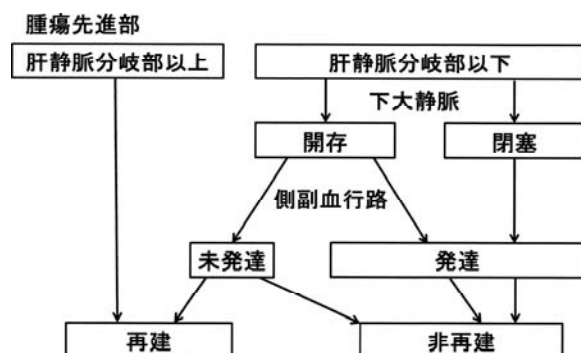 腫瘍先進部
肝静脈分岐部以上
肝静脈分岐部以下
下大静脈
開存
閉塞
側副血行路
未発達
発達
再建
非再建